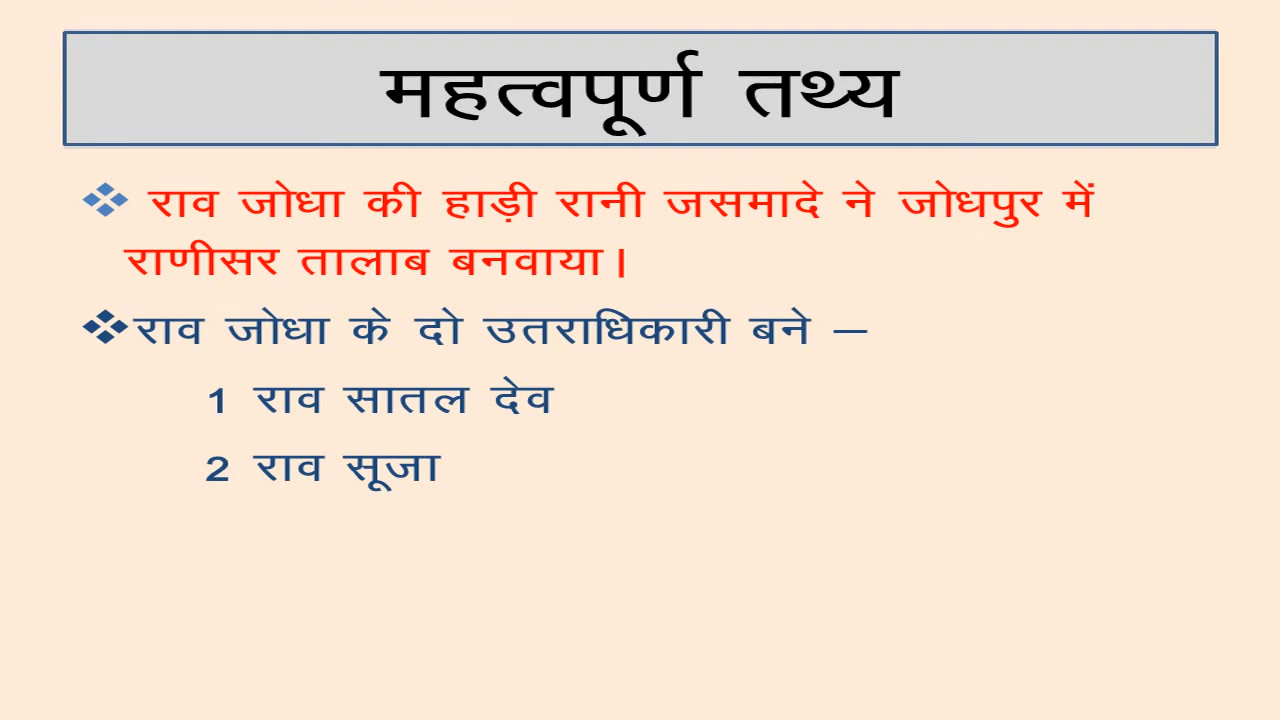 महत्वपूर्ण तथ्य
❖ राव जोधा की हाड़ी रानी जसमादे ने जोधपुर में
राणीसर तालाब बनवाया।
❖राव जोधा के दो उतराधिकारी बने –
1 राव सातल देव
2 राव सूजा